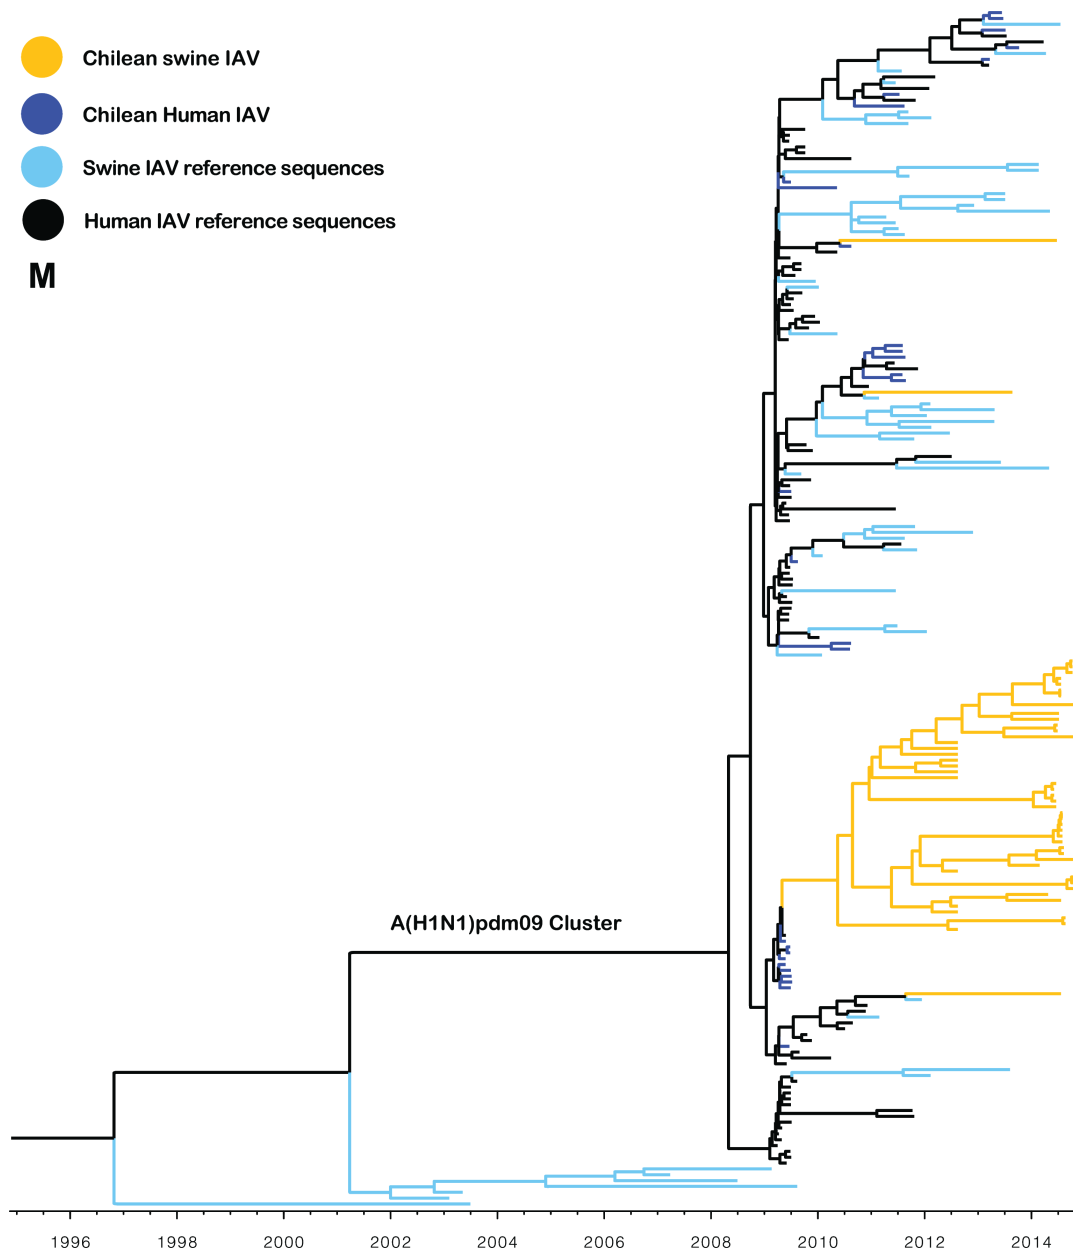 Chilean swine IAV
Chilean Human IAV
Swine IAV reference sequences
Human IAV reference sequences
M
A(H1N1)pdm09 Cluster
1996 1998 2000 2002 2004 2006 2008 2010 2012 2014